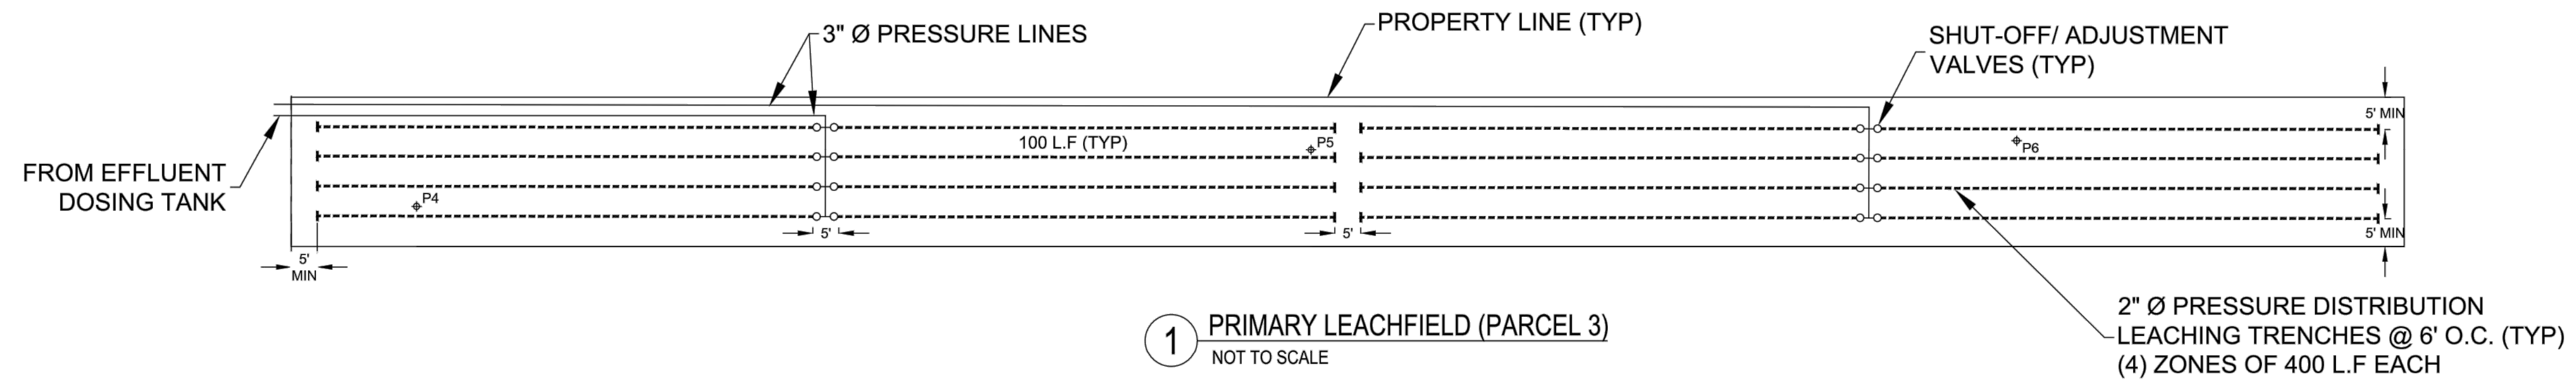 3" Ø PRESSURE LINES
PROPERTY LINE (TYP)
SHUT-OFF/ ADJUSTMENT
VALVES (TYP)
5' MIN
100 L.F (TYP)
P5
P6
FROM EFFLUENT
DOSING TANK
P4
5'
5'
5' MIN
5'
MIN
2" Ø PRESSURE DISTRIBUTION
LEACHING TRENCHES @ 6' O.C. (TYP)
(4) ZONES OF 400 L.F EACH
1
PRIMARY LEACHFIELD (PARCEL 3)
NOT TO SCALE